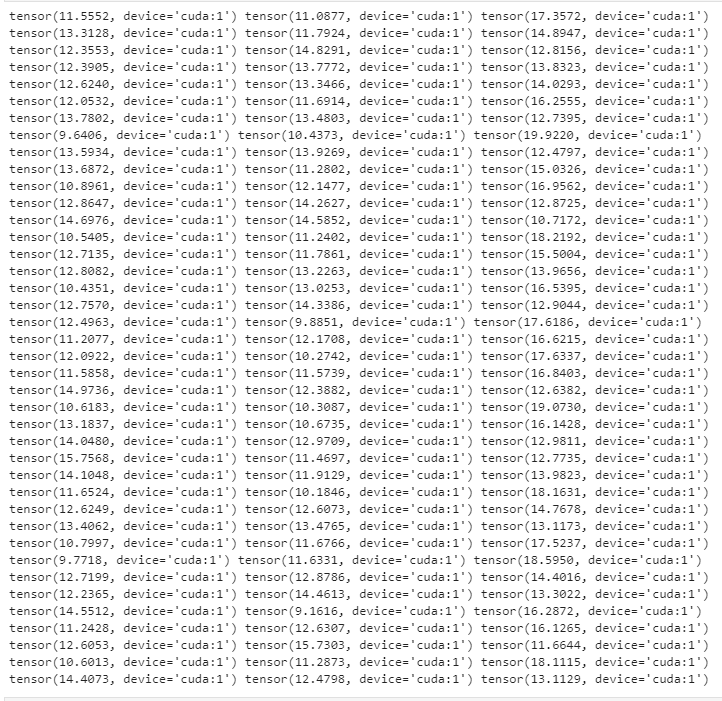 tensor(11.5552, device='cuda:1') tensor(11.0877, device='cuda:1') tensor(17.3572, device='cuda:1')
tensor(13.3128, device='cuda:1') tensor(11.7924, device='cuda:1') tensor(14.8947, device='cuda:1')
tensor(12.3553, device='cuda:1') tensor(14.8291, device='cuda:1') tensor(12.8156, device='cuda:1')
tensor(12.3905, device='cuda:1') tensor(13.7772, device='cuda:1') tensor(13.8323, device='cuda:1')
tensor(12.6240, device='cuda:1') tensor(13.3466, device='cuda:1') tensor(14.0293, device='cuda:1')
tensor(12.0532, device='cuda:1') tensor(11.6914, device='cuda:1') tensor(16.2555, device='cuda:1')
tensor(13.7802, device='cuda:1') tensor(13.4803, device='cuda:1') tensor(12.7395, device='cuda:1')
tensor(9.6406, device='cuda:1') tensor(10.4373, device='cuda:1') tensor(19.9220, device='cuda:1')
tensor(13.5934, device='cuda:1') tensor(13.9269, device='cuda:1') tensor(12.4797, device='cuda:1')
tensor(13.6872, device='cuda:1') tensor(11.2802, device='cuda:1') tensor(15.0326, device='cuda:1')
tensor(10.8961, device='cuda:1') tensor(12.1477, device='cuda:1') tensor(16.9562, device='cuda:1')
tensor(12.8647, device='cuda:1') tensor(14.2627, device='cuda:1') tensor(12.8725, device='cuda:1')
tensor(14.6976, device='cuda:1') tensor(14.5852, device='cuda:1') tensor(10.7172, device='cuda:1')
tensor(10.5405, device='cuda:1') tensor(11.2402, device='cuda:1') tensor(18.2192, device='cuda:1')
tensor(12.7135, device='cuda:1') tensor(11.7861, device='cuda:1') tensor(15.5004, device='cuda:1')
tensor(12.8082, device='cuda:1') tensor(13.2263, device='cuda:1') tensor(13.9656, device='cuda:1')
tensor(10.4351, device='cuda:1') tensor(13.0253, device='cuda:1') tensor(16.5395, device='cuda:1')
tensor(12.7570, device='cuda:1') tensor(14.3386, device='cuda:1') tensor(12.9044, device='cuda:1')
tensor(12.4963, device='cuda:1') tensor(9.8851, device='cuda:1') tensor(17.6186, device='cuda:1')
tensor(11.2077, device='cuda:1') tensor(12.1708, device='cuda:1') tensor(16.6215, device='cuda:1')
tensor(12.0922, device='cuda:1') tensor(10.2742, device='cuda:1') tensor(17.6337, device='cuda:1')
tensor(11.5858, device='cuda:1') tensor(11.5739, device='cuda:1') tensor(16.8403, device='cuda:1')
tensor(14.9736, device='cuda:1') tensor(12.3882, device='cuda:1') tensor(12.6382, device='cuda:1')
tensor(10.6183, device='cuda:1') tensor(10.3087, device='cuda:1') tensor(19.0730, device='cuda:1')
tensor(13.1837, device='cuda:1') tensor(10.6735, device='cuda:1') tensor(16.1428, device='cuda:1')
tensor(14.0480, device='cuda:1') tensor(12.9709, device='cuda:1') tensor(12.9811, device='cuda:1')
tensor(15.7568, device='cuda:1') tensor(11.4697, device='cuda:1') tensor(12.7735, device='cuda:1')
tensor(14.1048, device='cuda:1') tensor(11.9129, device='cuda:1') tensor(13.9823, device='cuda:1')
tensor(11.6524, device='cuda:1') tensor(10.1846, device='cuda:1') tensor(18.1631, device='cuda:1')
tensor(12.6249, device='cuda:1') tensor(12.6073, device='cuda:1') tensor(14.7678, device='cuda:1')
tensor(13.4062, device='cuda:1') tensor(13.4765, device='cuda:1') tensor(13.1173, device='cuda:1')
tensor(10.7997, device='cuda:1') tensor(11.6766, device='cuda:1') tensor(17.5237, device='cuda:1')
tensor(9.7718, device='cuda:1') tensor(11.6331, device='cuda:1') tensor(18.5950, device='cuda:1')
tensor(12.7199, device='cuda:1') tensor(12.8786, device='cuda:1') tensor(14.4016, device='cuda:1')
tensor(12.2365, device='cuda:1') tensor(14.4613, device='cuda:1') tensor(13.3022, device='cuda:1')
tensor(14.5512, device='cuda:1') tensor(9.1616, device='cuda:1') tensor(16.2872, device='cuda:1')
tensor(11.2428, device='cuda:1') tensor(12.6307, device='cuda:1') tensor(16.1265, device='cuda:1')
tensor(12.6053, device='cuda:1') tensor(15.7303, device='cuda:1') tensor(11.6644, device='cuda:1')
tensor(10.6013, device='cuda:1') tensor(11.2873, device='cuda:1') tensor(18.1115, device='cuda:1')
tensor(14.4073, device='cuda:1') tensor(12.4798, device='cuda:1') tensor(13.1129, device='cuda:1')